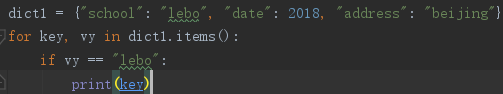 dict1 = {"school": "lebo", "date": 2018, "address": "beijing"}
for key, vy in dict1.items():
    if vy == "lebo":
        print(key)